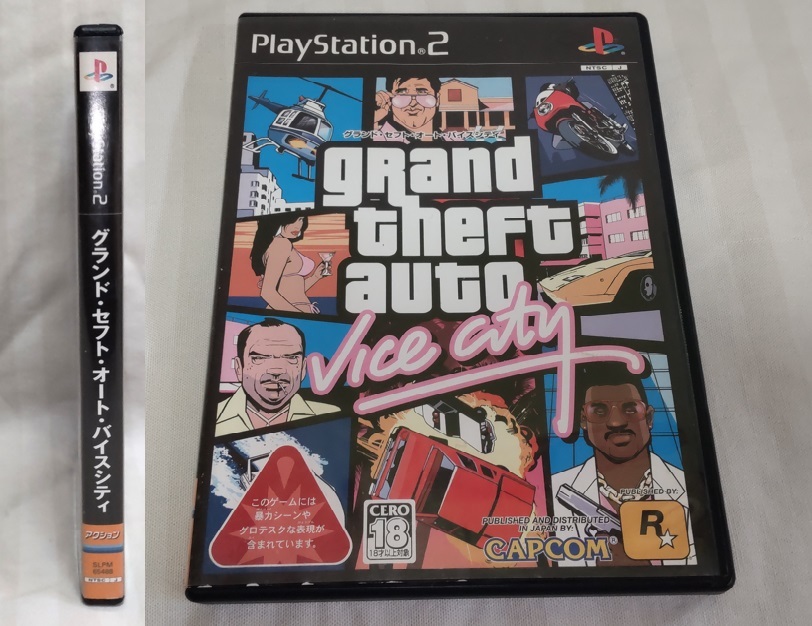 PlayStation®2
グランド・セフト・オート・バイスシティ
アクション
SLPM
NTSC J
PlayStation®2
NTSC J
グランド・セフト・オート・バイスシティ
grand
theft
auto
Vice City
このゲームには
暴力シーンや
グロテスクな表現が
含まれています。
CERO
18
18才以上対象
PUBLISHED AND DISTRIBUTED
IN JAPAN BY:
CAPCOM®
PUBLISHED BY:
R